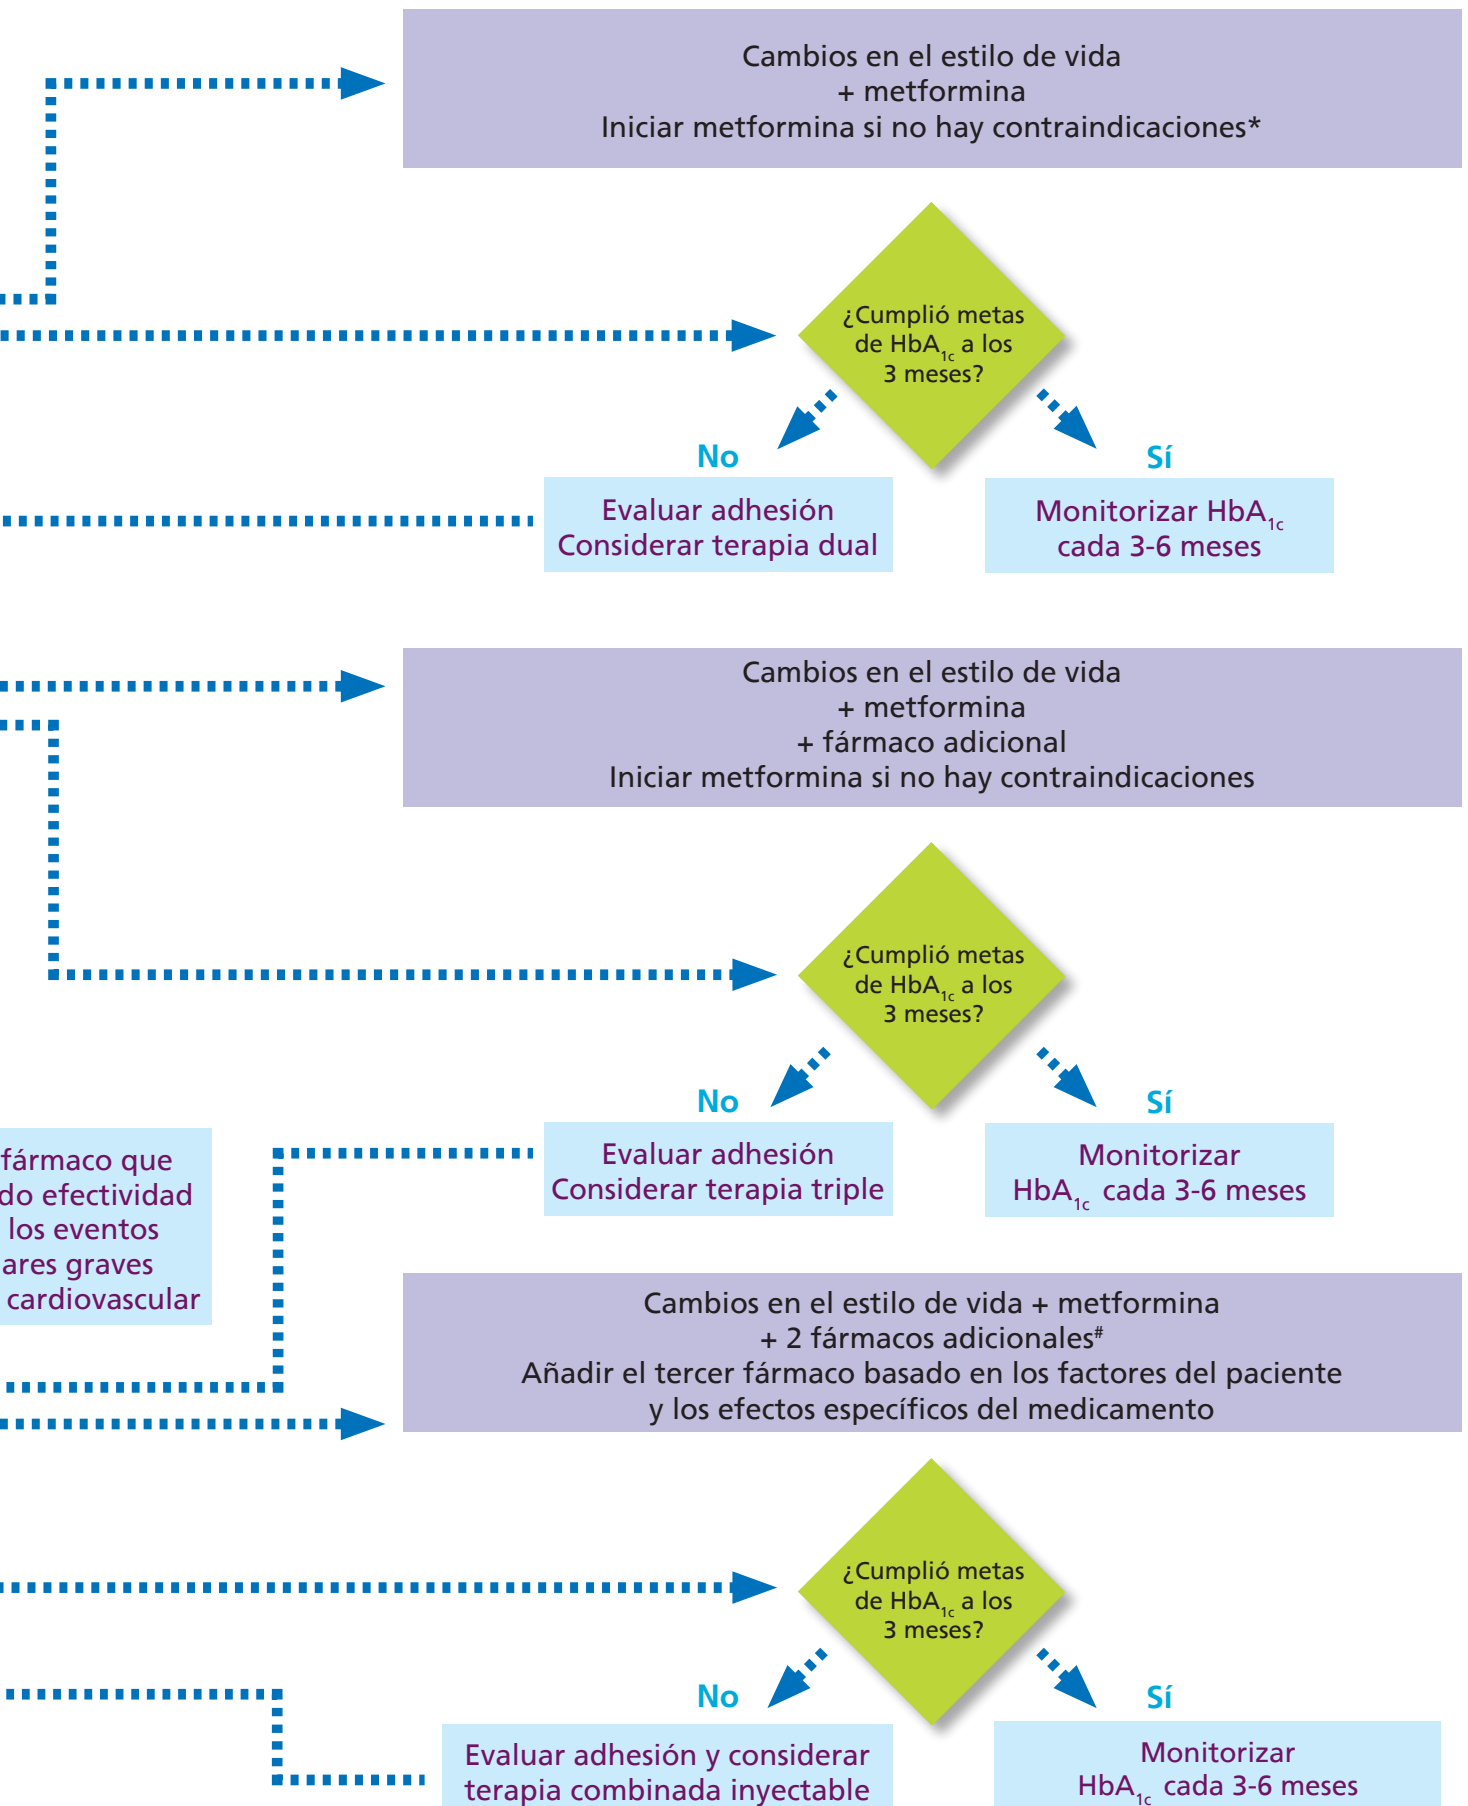 Cambios en el estilo de vida
+ metformina
Iniciar metformina si no hay contraindicaciones*
¿Cumplió metas
de HbA1c a los
3 meses?
No
Sí
Evaluar adhesión
Considerar terapia dual
Monitorizar HbA1c
cada 3-6 meses
Cambios en el estilo de vida
+ metformina
+ fármaco adicional
Iniciar metformina si no hay contraindicaciones
¿Cumplió metas
de HbA1c a los
3 meses?
No
Sí
Evaluar adhesión
Considerar terapia triple
Monitorizar
HbA1c cada 3-6 meses
fármaco que
do efectividad
los eventos
ares graves
cardiovascular
Cambios en el estilo de vida + metformina
+ 2 fármacos adicionales#
Añadir el tercer fármaco basado en los factores del paciente
y los efectos específicos del medicamento
¿Cumplió metas
de HbA1c a los
3 meses?
No
Sí
Evaluar adhesión y considerar
terapia combinada inyectable
Monitorizar
HbA1c cada 3-6 meses